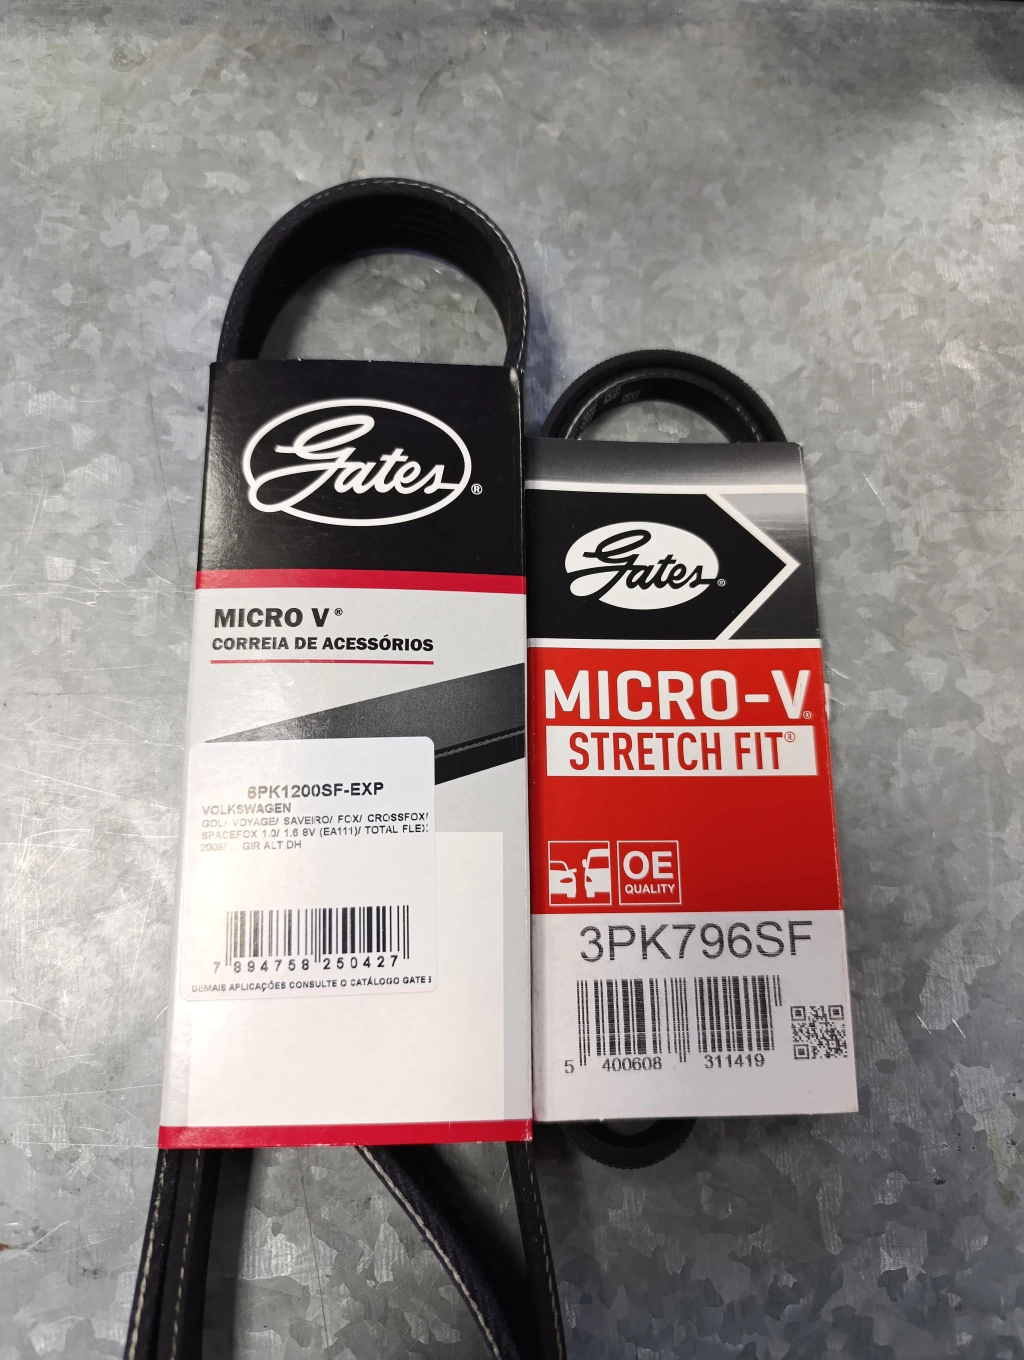 Gates®
MICRO V®
CORREIA DE ACESSÓRIOS
6PK1200SF-EXP
VOLKSWAGEN
GOL/ VOYAGE/ SAVEIRO/ FOX/ CROSSFOX/
SPACEFOX 1.0/ 1.6 8V (EA111)/ TOTAL FLEX
2009/... GIR ALT DH
7 894758 250427
DEMAIS APLICAÇÕES CONSULTE O CATÁLOGO GATES
Gates®
MICRO-V®
STRETCH FIT®
OE
QUALITY
3PK796SF
5 400608 311419